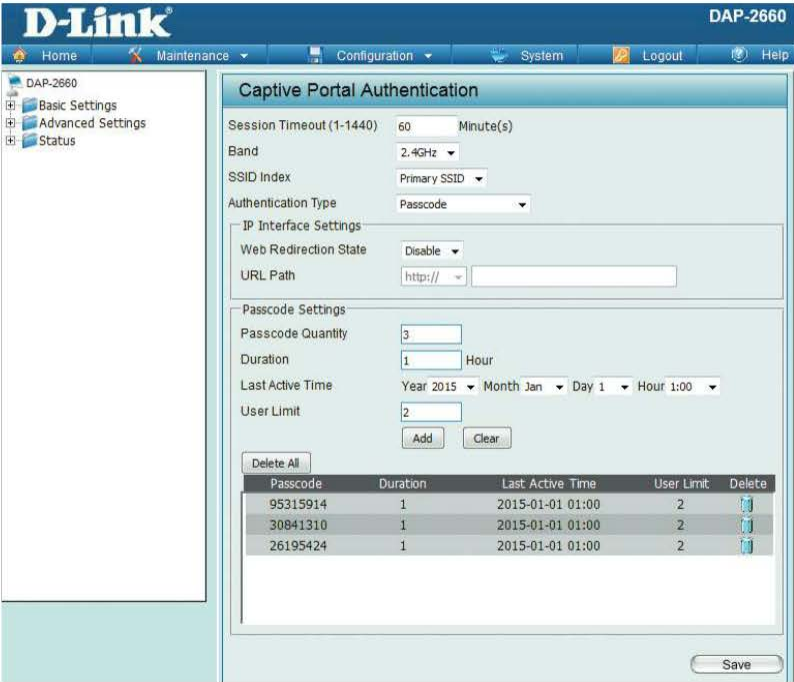 D-Link®
DAP-2660
Home Maintenance Configuration System Logout Help
DAP-2660
Basic Settings
Advanced Settings
Status
Captive Portal Authentication
Session Timeout (1-1440) 60 Minute(s)
Band 2.4GHz
SSID Index Primary SSID
Authentication Type Passcode
IP Interface Settings
Web Redirection State Disable
URL Path http://
Passcode Settings
Passcode Quantity 3
Duration 1 Hour
Last Active Time Year 2015 Month Jan Day 1 Hour 1:00
User Limit 2
Add Clear
Delete All
Passcode Duration Last Active Time User Limit Delete
95315914 1 2015-01-01 01:00 2
30841310 1 2015-01-01 01:00 2
26195424 1 2015-01-01 01:00 2
Save